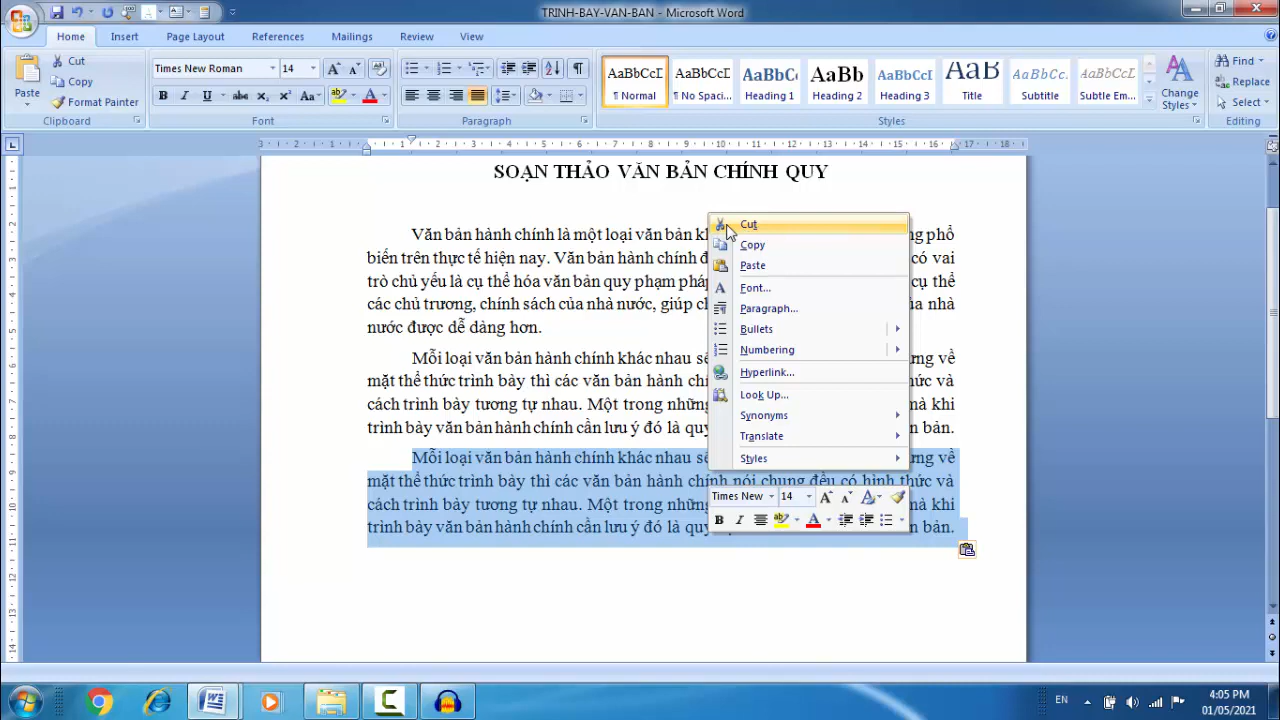 TRINH-BAY-VAN-BAN - Microsoft Word
Home Insert Page Layout References Mailings Review View
Paste
Cut
Copy
Format Painter
Clipboard
Times New Roman 14
Font
Paragraph
AaBbCcI AaBbCcI AaBbC AaBb AaBbCcI AaB AaBbCcL AaBbCcL
¶ Normal ¶ No Spaci... Heading 1 Heading 2 Heading 3 Title Subtitle Subtle Em...
Change Styles
Styles
Find
Replace
Select
Editing
SOẠN THẢO VĂN BẢN CHÍNH QUY
Văn bản hành chính là một loại văn bản ng phổ
biến trên thực tế hiện nay. Văn bản hành chính có vai
trò chủ yếu là cụ thể hóa văn bản quy phạm pháp cụ thể
các chủ trương, chính sách của nhà nước, giúp của nhà
nước được dễ dàng hơn.
Mỗi loại văn bản hành chính khác nhau sẽ ng về
mặt thể thức trình bày thì các văn bản hành chính thức và
cách trình bày tương tự nhau. Một trong những mà khi
trình bày văn bản hành chính cần lưu ý đó là quy văn bản.
Mỗi loại văn bản hành chính khác nhau sẽ ng về
mặt thể thức trình bày thì các văn bản hành chính nói chung đều có hình thức và
cách trình bày tương tự nhau. Một trong những mà khi
trình bày văn bản hành chính cần lưu ý đó là quy văn bản.
Cut
Copy
Paste
Font...
Paragraph...
Bullets
Numbering
Hyperlink...
Look Up...
Synonyms
Translate
Styles
Times New 14
EN
4:05 PM
01/05/2021